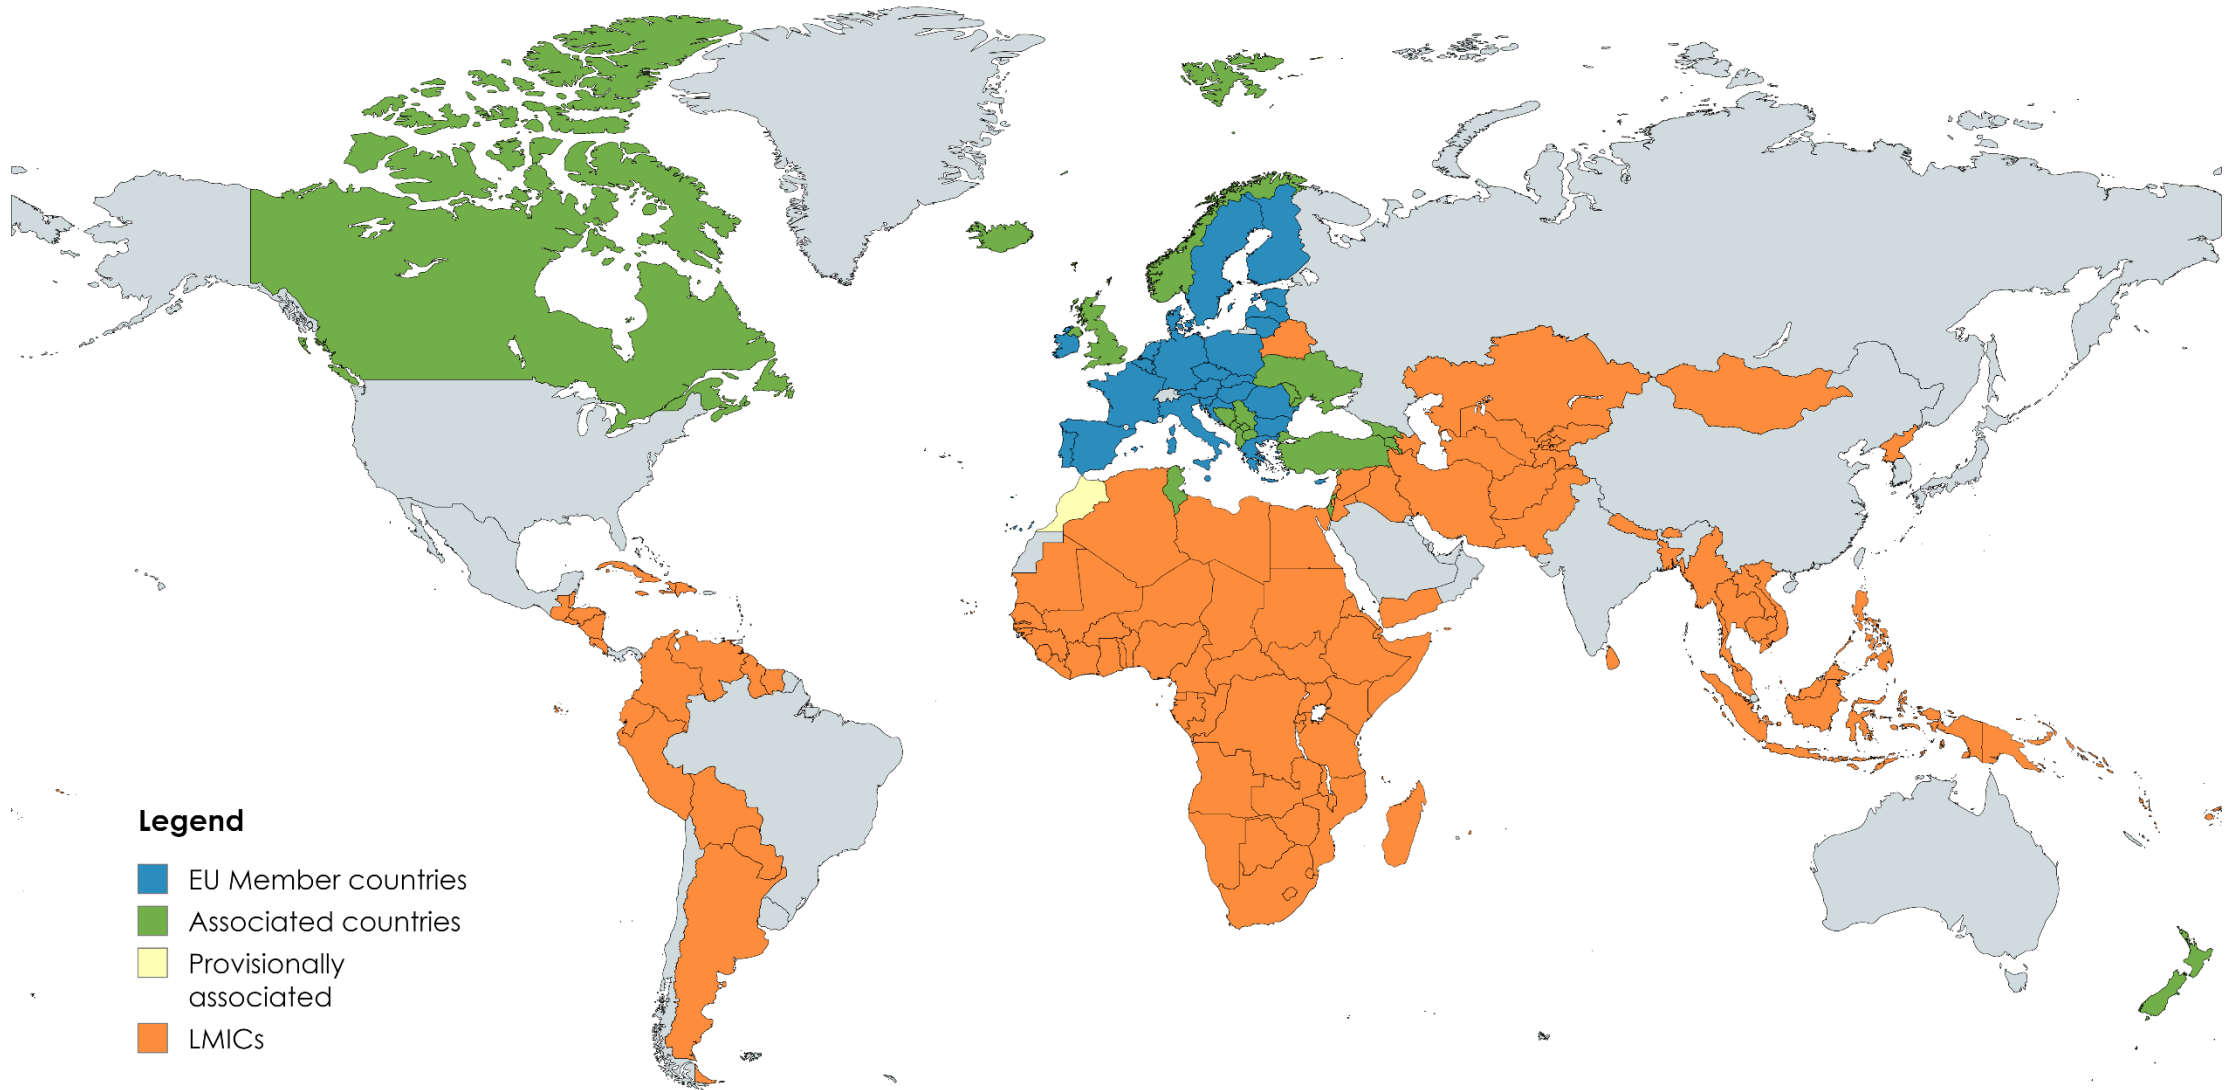 Legend
EU Member countries
Associated countries
Provisionally
associated
LMICs